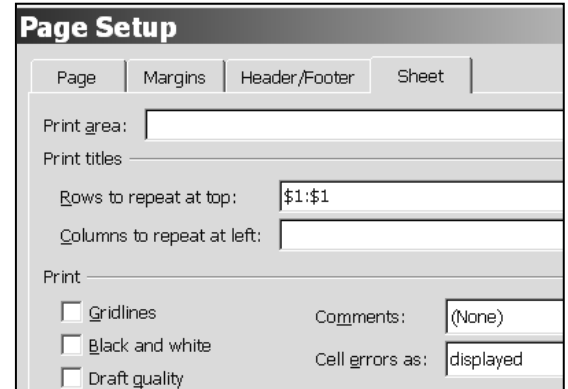 Page Setup
Page Margins Header/Footer Sheet
Print area:
Print titles
Rows to repeat at top: $1:$1
Columns to repeat at left:
Print
Gridlines
Comments: (None)
Black and white
Cell errors as: displayed
Draft quality